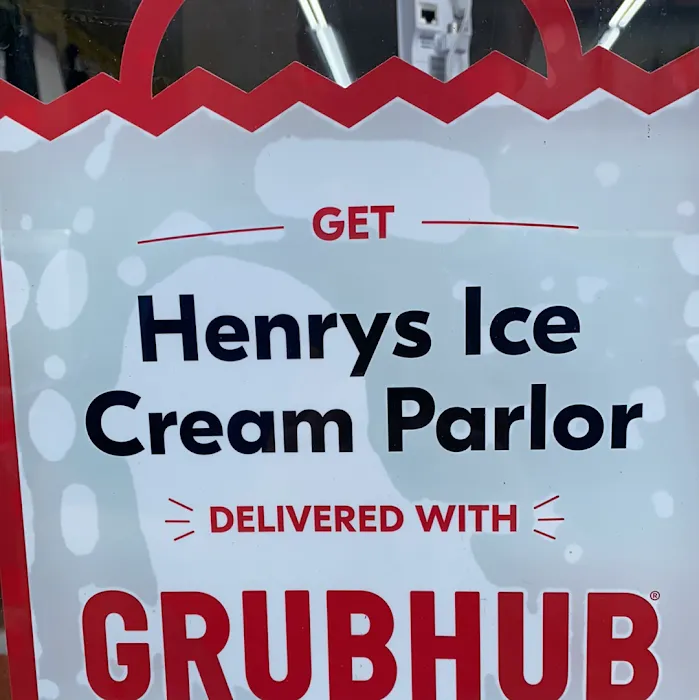 GET
Henrys Ice
Cream Parlor
DELIVERED WITH
GRUBHUB®